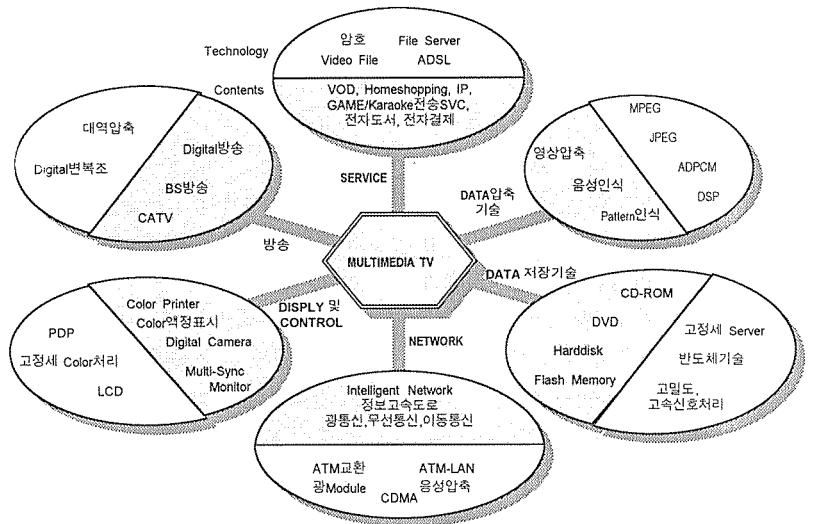 Technology
암호 File Server
Video File ADSL
Contents
VOD, Homeshopping, IP,
GAME/Karaoke전송SVC,
전자도서, 전자결제
SERVICE
대역압축
Digital변복조
Digital방송
BS방송
CATV
방송
MPEG
JPEG
ADPCM
DSP
영상압축
음성인식
Pattern인식
DATA압축
기술
MULTIMEDIA TV
DISPLY 및
CONTROL
Color Printer
Color액정표시
Digital Camera
Multi-Sync
Monitor
PDP
고정세 Color처리
LCD
DATA 저장기술
CD-ROM
DVD
Harddisk
Flash Memory
고정세 Server
반도체기술
고밀도,
고속신호처리
NETWORK
Intelligent Network
정보고속도로
광통신,무선통신,이동통신
ATM교환 ATM-LAN
광Module 음성압축
CDMA